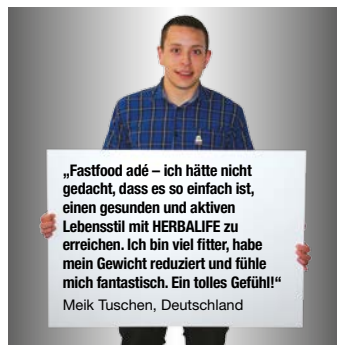 „Fastfood adé – ich hätte nicht
gedacht, dass es so einfach ist,
einen gesunden und aktiven
Lebensstil mit HERBALIFE zu
erreichen. Ich bin viel fitter, habe
mein Gewicht reduziert und fühle
mich fantastisch. Ein tolles Gefühl!“
Meik Tuschen, Deutschland